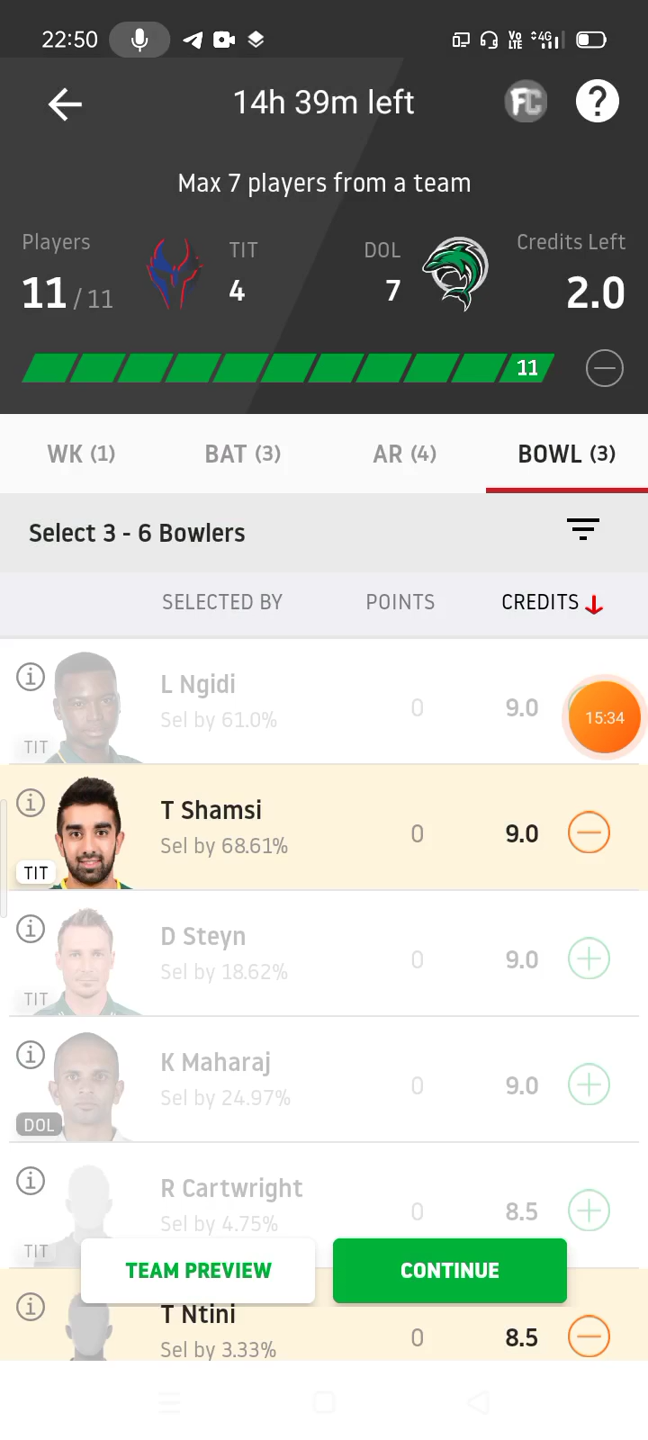 22:50
Vo LTE 4G
14h 39m left
FC ?
Max 7 players from a team
Players TIT DOL Credits Left
11 / 11 4 7 2.0
11
WK (1) BAT (3) AR (4) BOWL (3)
Select 3 - 6 Bowlers
SELECTED BY POINTS CREDITS
L Ngidi
Sel by 61.0% 0 9.0 15:34
TIT
T Shamsi
Sel by 68.61% 0 9.0
TIT
D Steyn
Sel by 18.62% 0 9.0
TIT
K Maharaj
Sel by 24.97% 0 9.0
DOL
R Cartwright
Sel by 4.75% 0 8.5
TIT
TEAM PREVIEW CONTINUE
T Ntini
Sel by 3.33% 0 8.5